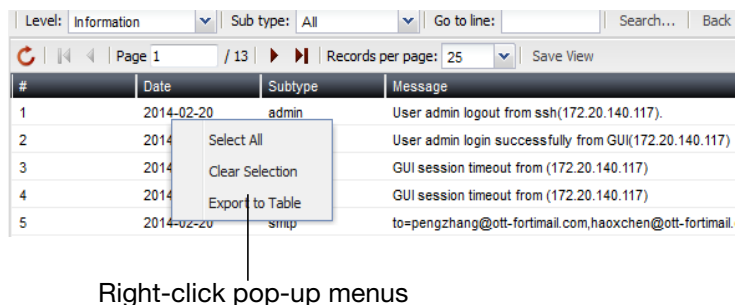 Level: Information Sub type: All Go to line: Search... Back
Page 1 / 13 Records per page: 25 Save View
# Date Subtype Message
1 2014-02-20 admin User admin logout from ssh(172.20.140.117).
2 2014 User admin login successfully from GUI(172.20.140.117)
3 2014 GUI session timeout from (172.20.140.117)
4 2014 GUI session timeout from (172.20.140.117)
5 2014-02-20 smtp to=pengzhang@ott-fortimail.com,haoxchen@ott-fortimail.
Select All
Clear Selection
Export to Table
Right-click pop-up menus